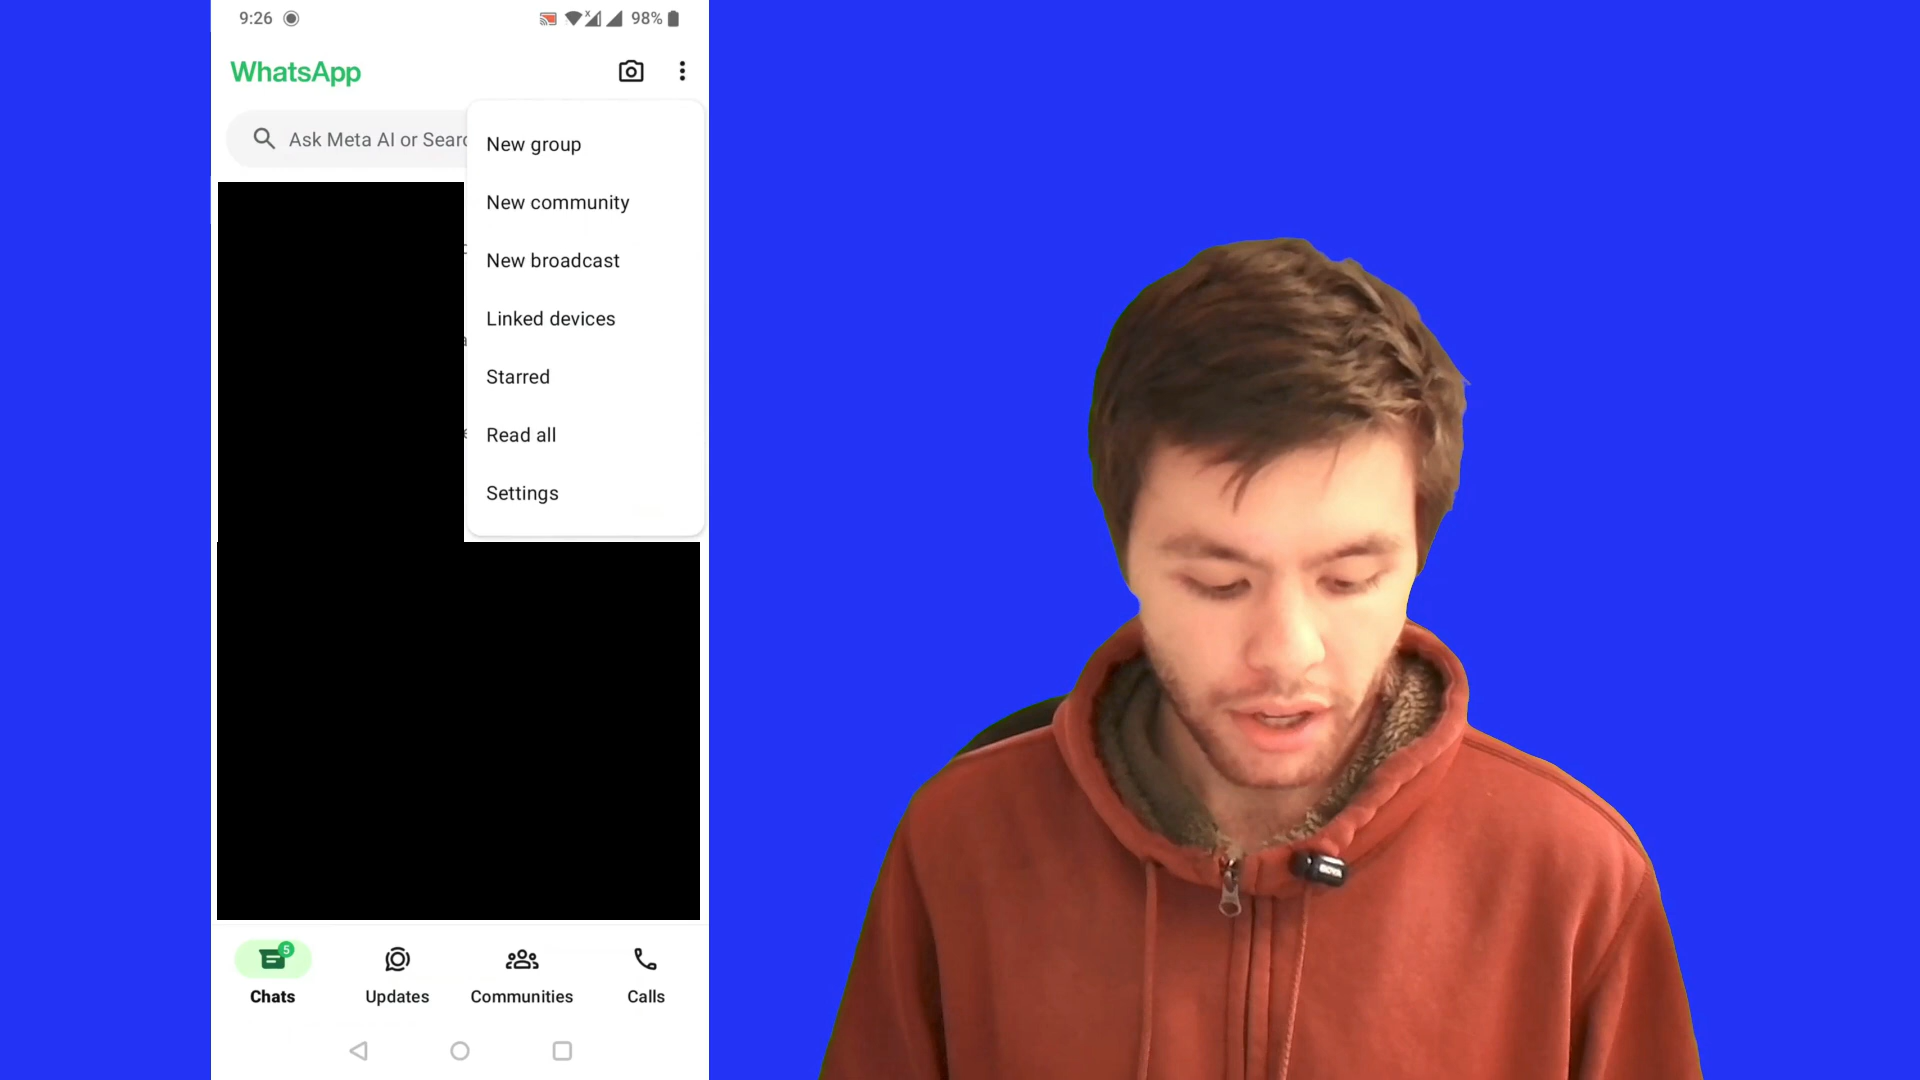 9:26
98%
WhatsApp
Ask Meta AI or Searc
New group
New community
New broadcast
Linked devices
Starred
Read all
Settings
5
Chats
Updates
Communities
Calls
BOYA